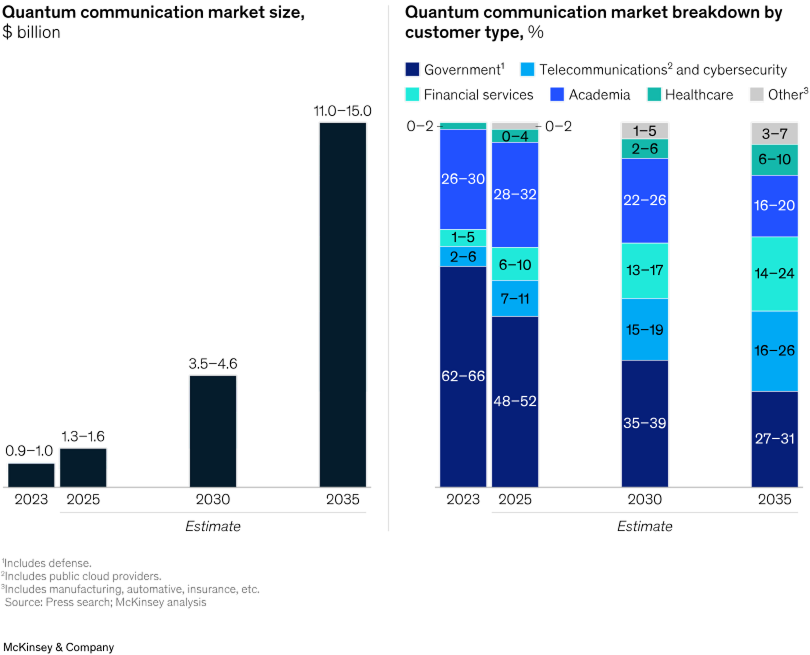 Quantum communication market size,
$ billion
11.0–15.0
3.5–4.6
1.3–1.6
0.9–1.0
2023 2025 2030 2035
Estimate
Quantum communication market breakdown by
customer type, %
Government¹ Telecommunications² and cybersecurity
Financial services Academia Healthcare Other³
0–2 0–2 1–5 3–7
0–4 2–6 6–10
26–30 28–32 22–26 16–20
1–5 6–10 13–17 14–24
2–6 7–11 15–19 16–26
62–66 48–52 35–39 27–31
2023 2025 2030 2035
Estimate
¹Includes defense.
²Includes public cloud providers.
³Includes manufacturing, automative, insurance, etc.
Source: Press search; McKinsey analysis
McKinsey & Company